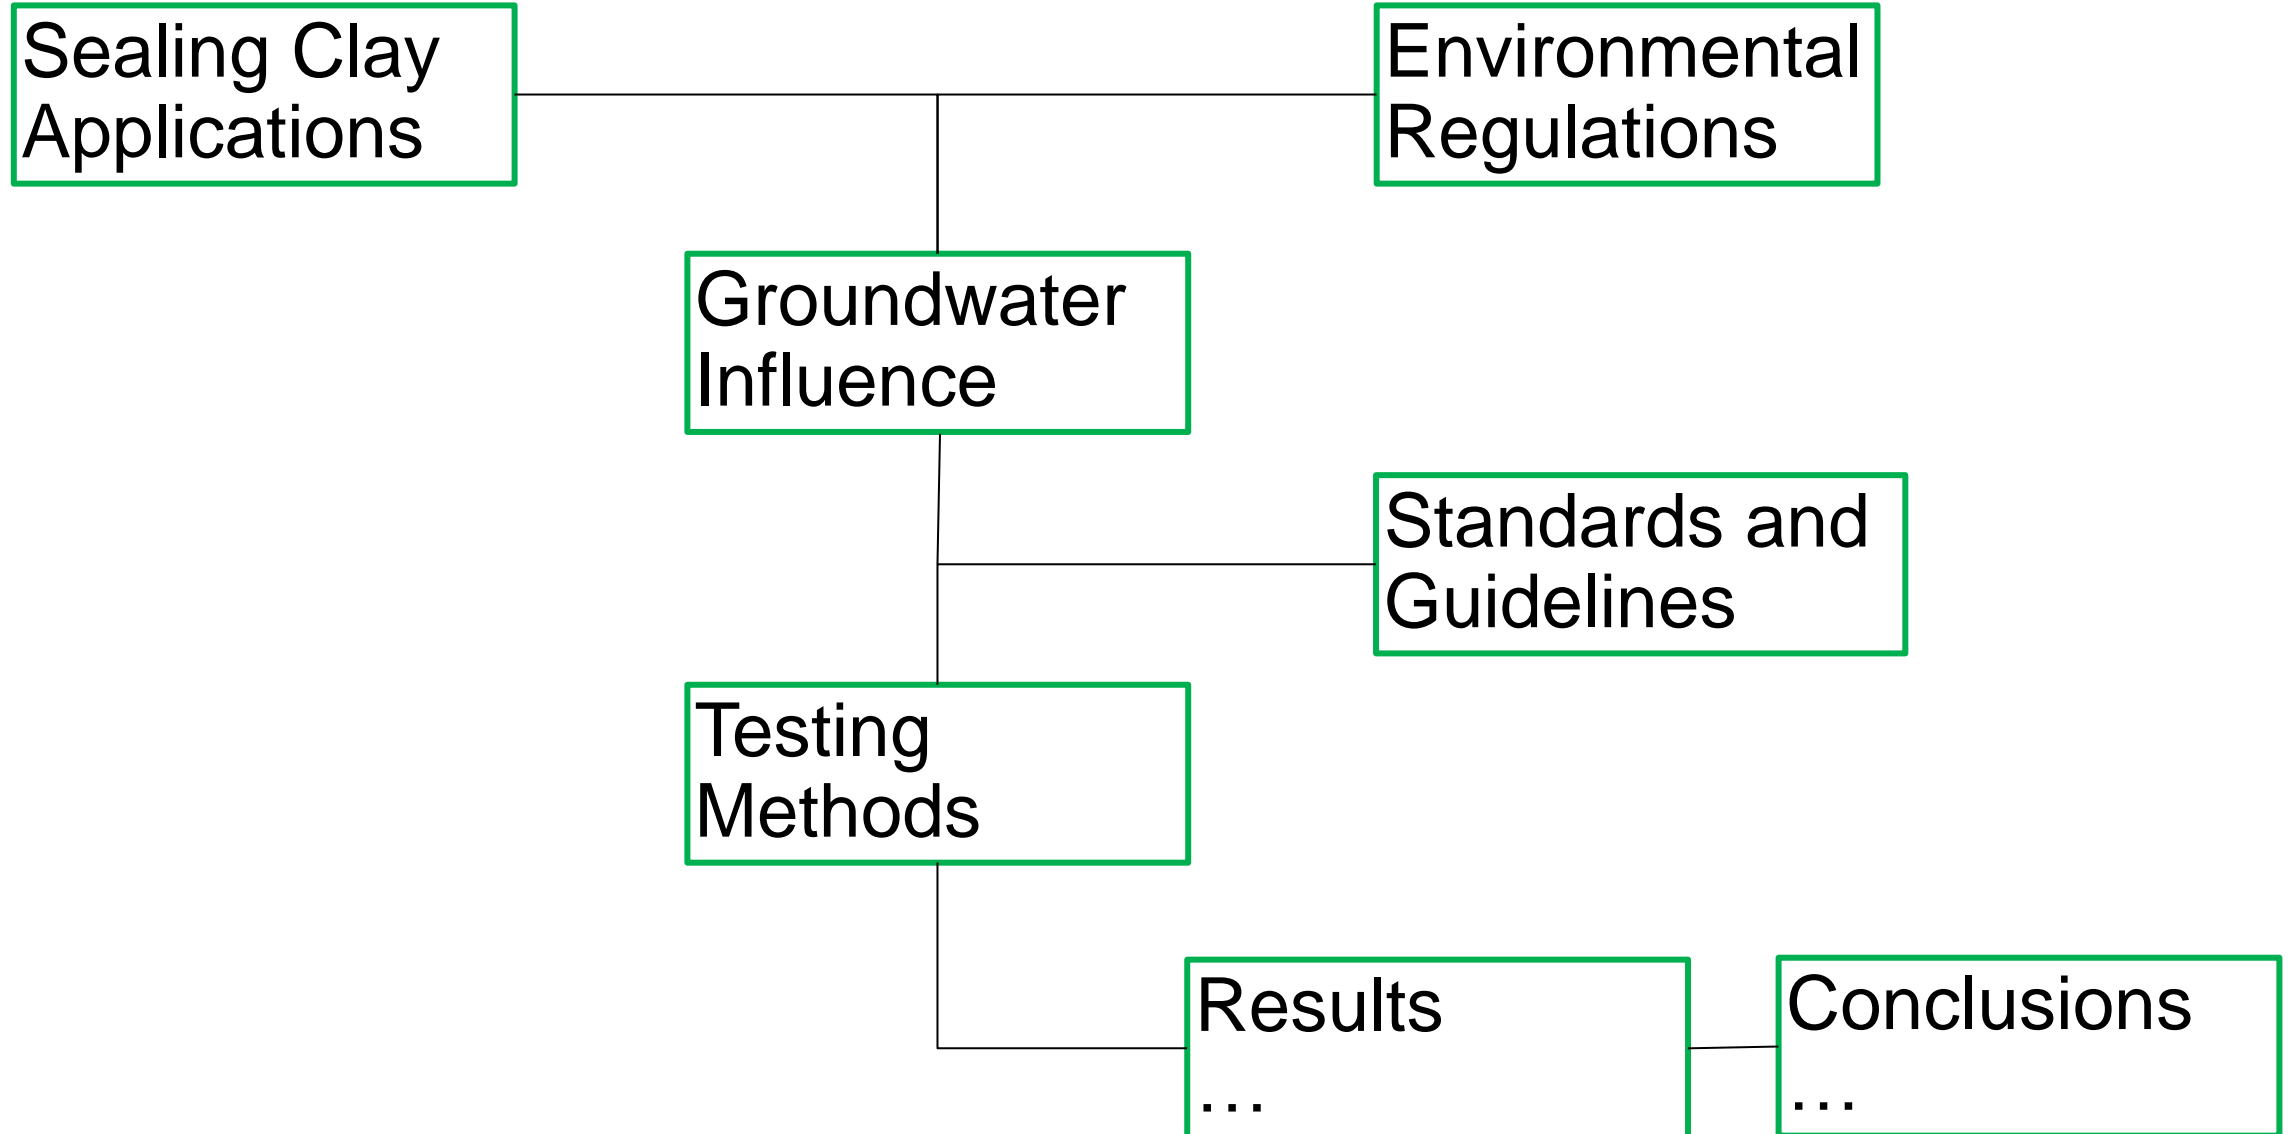 Sealing Clay
Applications
Environmental
Regulations
Groundwater
Influence
Standards and
Guidelines
Testing
Methods
Results
…
Conclusions
…